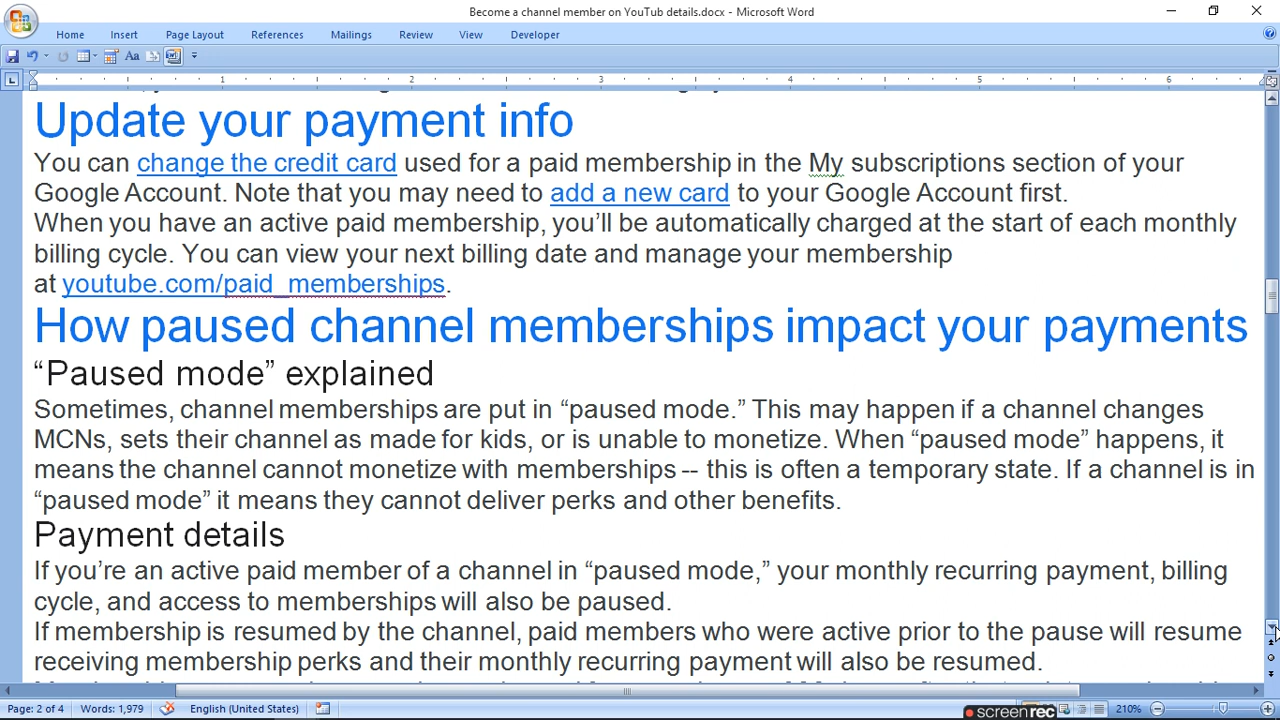 Become a channel member on YouTub details.docx - Microsoft Word
Home Insert Page Layout References Mailings Review View Developer
Aa
1 2 3 4 5 6
Update your payment info
You can change the credit card used for a paid membership in the My subscriptions section of your
Google Account. Note that you may need to add a new card to your Google Account first.
When you have an active paid membership, you’ll be automatically charged at the start of each monthly
billing cycle. You can view your next billing date and manage your membership
at youtube.com/paid_memberships.
How paused channel memberships impact your payments
“Paused mode” explained
Sometimes, channel memberships are put in “paused mode.” This may happen if a channel changes
MCNs, sets their channel as made for kids, or is unable to monetize. When “paused mode” happens, it
means the channel cannot monetize with memberships -- this is often a temporary state. If a channel is in
“paused mode” it means they cannot deliver perks and other benefits.
Payment details
If you’re an active paid member of a channel in “paused mode,” your monthly recurring payment, billing
cycle, and access to memberships will also be paused.
If membership is resumed by the channel, paid members who were active prior to the pause will resume
receiving membership perks and their monthly recurring payment will also be resumed.
Page: 2 of 4 Words: 1,979 English (United States) 210%
screenrec